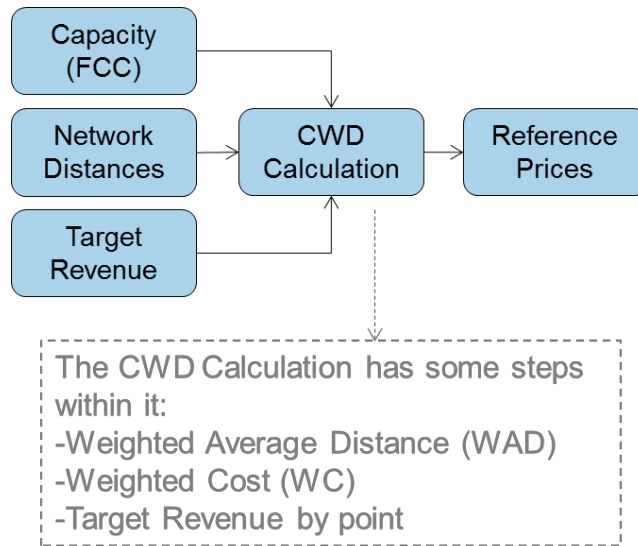 Capacity
(FCC)
Network
Distances
CWD
Calculation
Reference
Prices
Target
Revenue
The CWD Calculation has some steps
within it:
-Weighted Average Distance (WAD)
-Weighted Cost (WC)
-Target Revenue by point